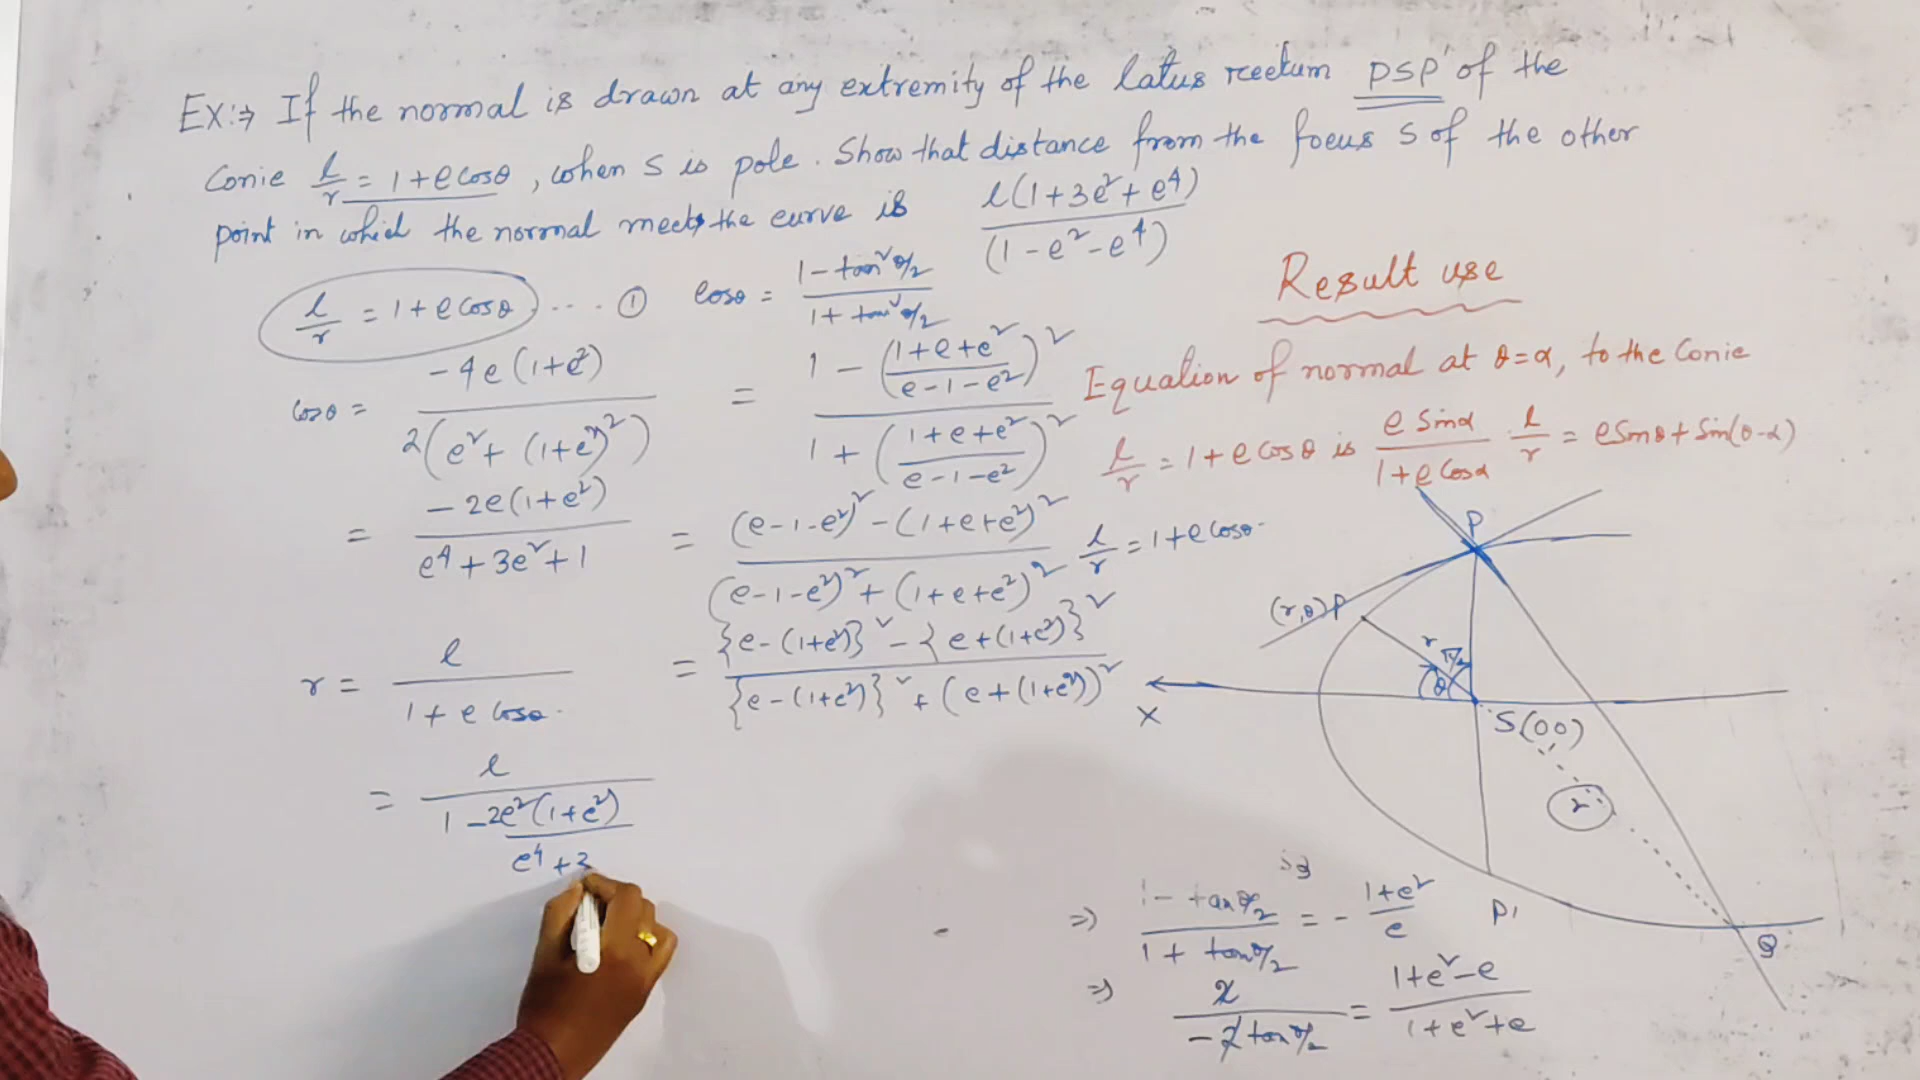 EX:⇒ If the normal is drawn at any extremity of the latus rectum PSP' of the
Conic l/r = 1+e cosθ, when S is pole. Show that distance from the focus S of the other
point in which the normal meets the curve is l(1+3e²+e⁴)/(1-e²-e⁴)
l/r = 1+e cosθ ... ①
cosθ = (1-tan²θ/2)/(1+tan²θ/2)
cosθ = -4e(1+e²)/2(e²+(1+e²)²)
= (1-((1+e+e²)/(e-1-e²))²)/(1+((1+e+e²)/(e-1-e²))²)
= -2e(1+e²)/(e⁴+3e²+1)
= ((e-1-e²)²-(1+e+e²)²)/((e-1-e²)²+(1+e+e²)²)
r = l/(1+e cosθ)
= ({e-(1+e²)}²-{e+(1+e²)}²)/({e-(1+e²)}²+(e+(1+e²))²)
= l/(1-2e²(1+e²)/(e⁴+3
Result use
Equation of normal at θ=α, to the Conic
l/r = 1+e cosθ is (e sinα)/(1+e cosα) · l/r = e sinθ + sin(θ-α)
l/r = 1+e cosθ
P
(r,θ)P
r
π/2
θ
X
S(00)
r
P'
Q
⇒ (1-tanθ/2)/(1+tanθ/2) = -(1+e²)/e
⇒ 2/(-2tanθ/2) = (1+e²-e)/(1+e²+e)